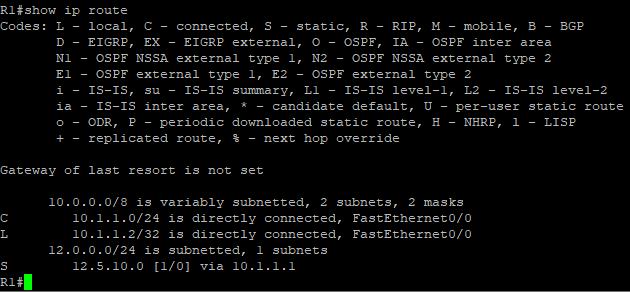 R1#show ip route
Codes: L - local, C - connected, S - static, R - RIP, M - mobile, B - BGP
D - EIGRP, EX - EIGRP external, O - OSPF, IA - OSPF inter area
N1 - OSPF NSSA external type 1, N2 - OSPF NSSA external type 2
E1 - OSPF external type 1, E2 - OSPF external type 2
i - IS-IS, su - IS-IS summary, L1 - IS-IS level-1, L2 - IS-IS level-2
ia - IS-IS inter area, * - candidate default, U - per-user static route
o - ODR, P - periodic downloaded static route, H - NHRP, l - LISP
+ - replicated route, % - next hop override
Gateway of last resort is not set
10.0.0.0/8 is variably subnetted, 2 subnets, 2 masks
C 10.1.1.0/24 is directly connected, FastEthernet0/0
L 10.1.1.2/32 is directly connected, FastEthernet0/0
12.0.0.0/24 is subnetted, 1 subnets
S 12.5.10.0 [1/0] via 10.1.1.1
R1#